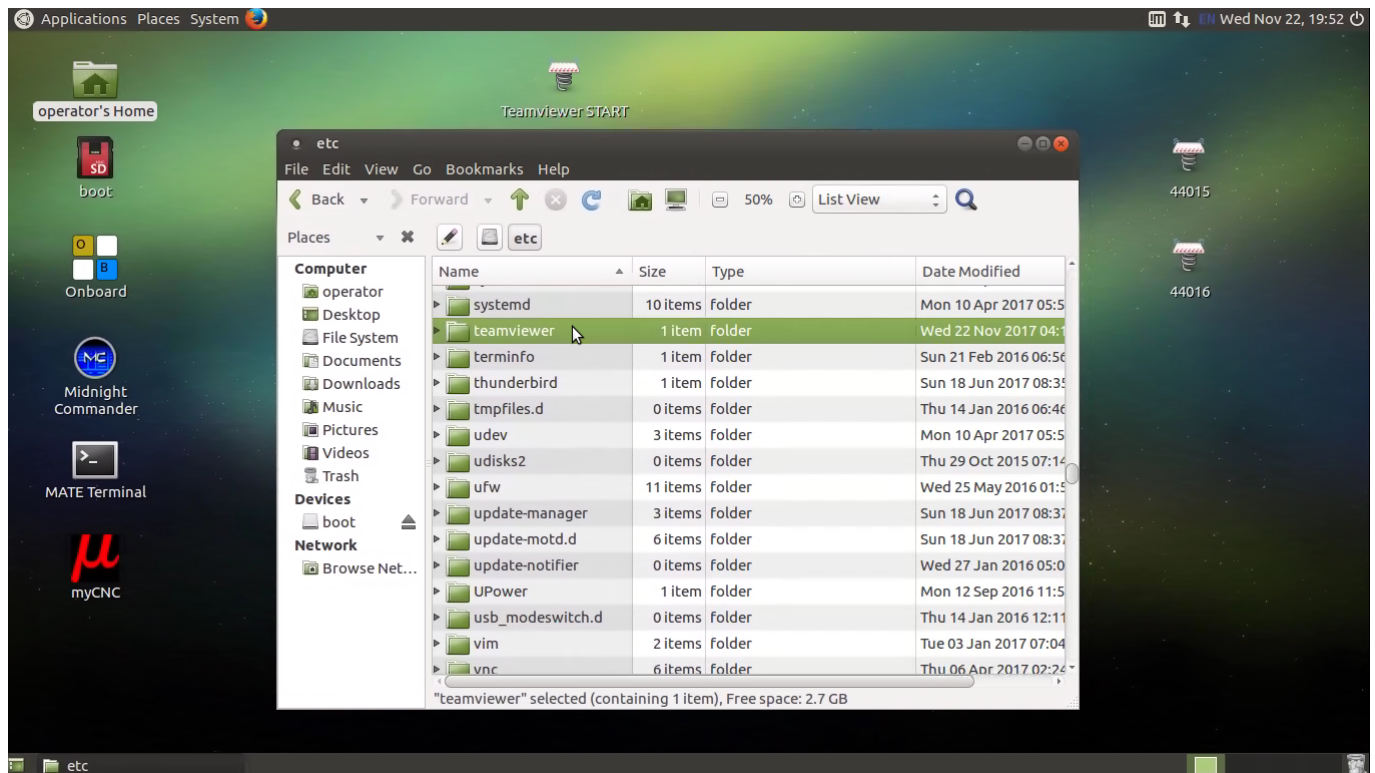 Applications Places System
EN Wed Nov 22, 19:52
operator's Home
SD
boot
O
B
Onboard
MC
Midnight
Commander
>_
MATE Terminal
μ
myCNC
Teamviewer START
44015
44016
etc
File Edit View Go Bookmarks Help
Back Forward 50% List View
Places etc
Computer
operator
Desktop
File System
Documents
Downloads
Music
Pictures
Videos
Trash
Devices
boot
Network
Browse Net...
Name Size Type Date Modified
systemd 10 items folder Mon 10 Apr 2017 05:5
teamviewer 1 item folder Wed 22 Nov 2017 04:1
terminfo 1 item folder Sun 21 Feb 2016 06:56
thunderbird 1 item folder Sun 18 Jun 2017 08:35
tmpfiles.d 0 items folder Thu 14 Jan 2016 06:46
udev 3 items folder Mon 10 Apr 2017 05:5
udisks2 0 items folder Thu 29 Oct 2015 07:14
ufw 11 items folder Wed 25 May 2016 01:5
update-manager 3 items folder Sun 18 Jun 2017 08:37
update-motd.d 6 items folder Sun 18 Jun 2017 08:37
update-notifier 0 items folder Wed 27 Jan 2016 05:0
UPower 1 item folder Mon 12 Sep 2016 11:5
usb_modeswitch.d 0 items folder Thu 14 Jan 2016 12:11
vim 2 items folder Tue 03 Jan 2017 07:04
vnc 6 items folder Thu 06 Apr 2017 02:24
"teamviewer" selected (containing 1 item), Free space: 2.7 GB
etc